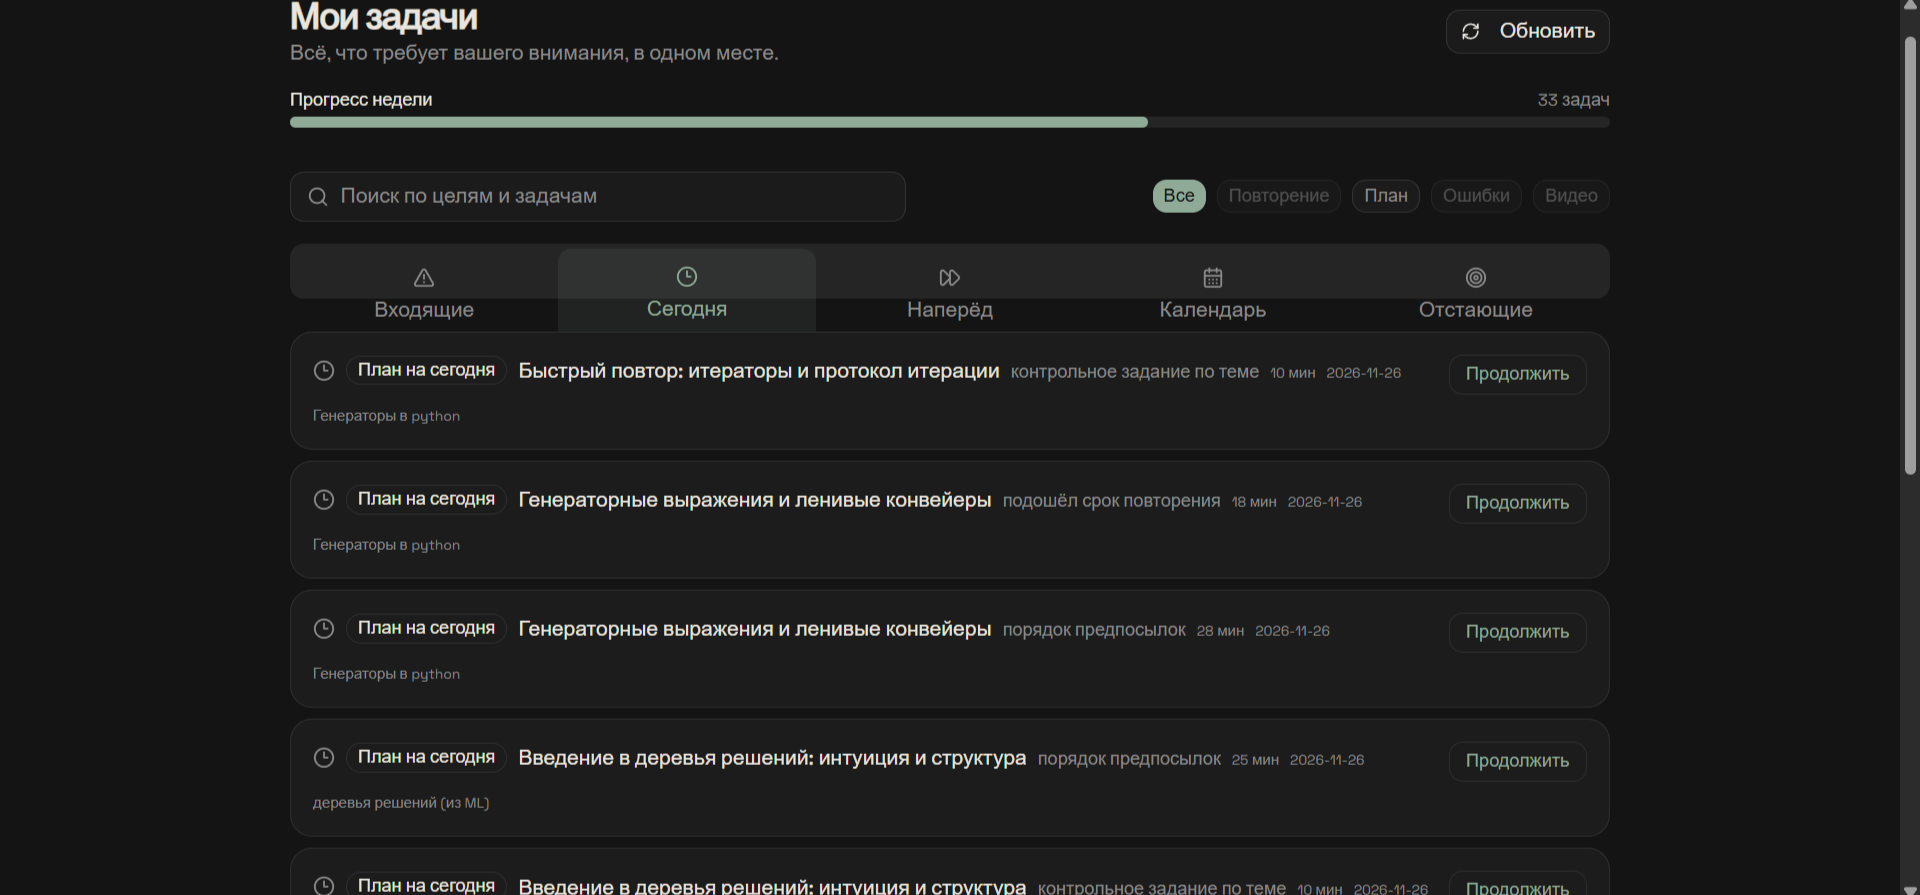 Мои задачи
Обновить
Всё, что требует вашего внимания, в одном месте.
Прогресс недели
33 задач
Поиск по целям и задачам
Все
Повторение
План
Ошибки
Видео
Входящие
Сегодня
Наперёд
Календарь
Отстающие
План на сегодня Быстрый повтор: итераторы и протокол итерации контрольное задание по теме 10 мин 2026-11-26
Продолжить
Генераторы в python
План на сегодня Генераторные выражения и ленивые конвейеры подошёл срок повторения 18 мин 2026-11-26
Продолжить
Генераторы в python
План на сегодня Генераторные выражения и ленивые конвейеры порядок предпосылок 28 мин 2026-11-26
Продолжить
Генераторы в python
План на сегодня Введение в деревья решений: интуиция и структура порядок предпосылок 25 мин 2026-11-26
Продолжить
деревья решений (из ML)
План на сегодня Введение в деревья решений: интуиция и структура контрольное задание по теме 10 мин 2026-11-26
Продолжить